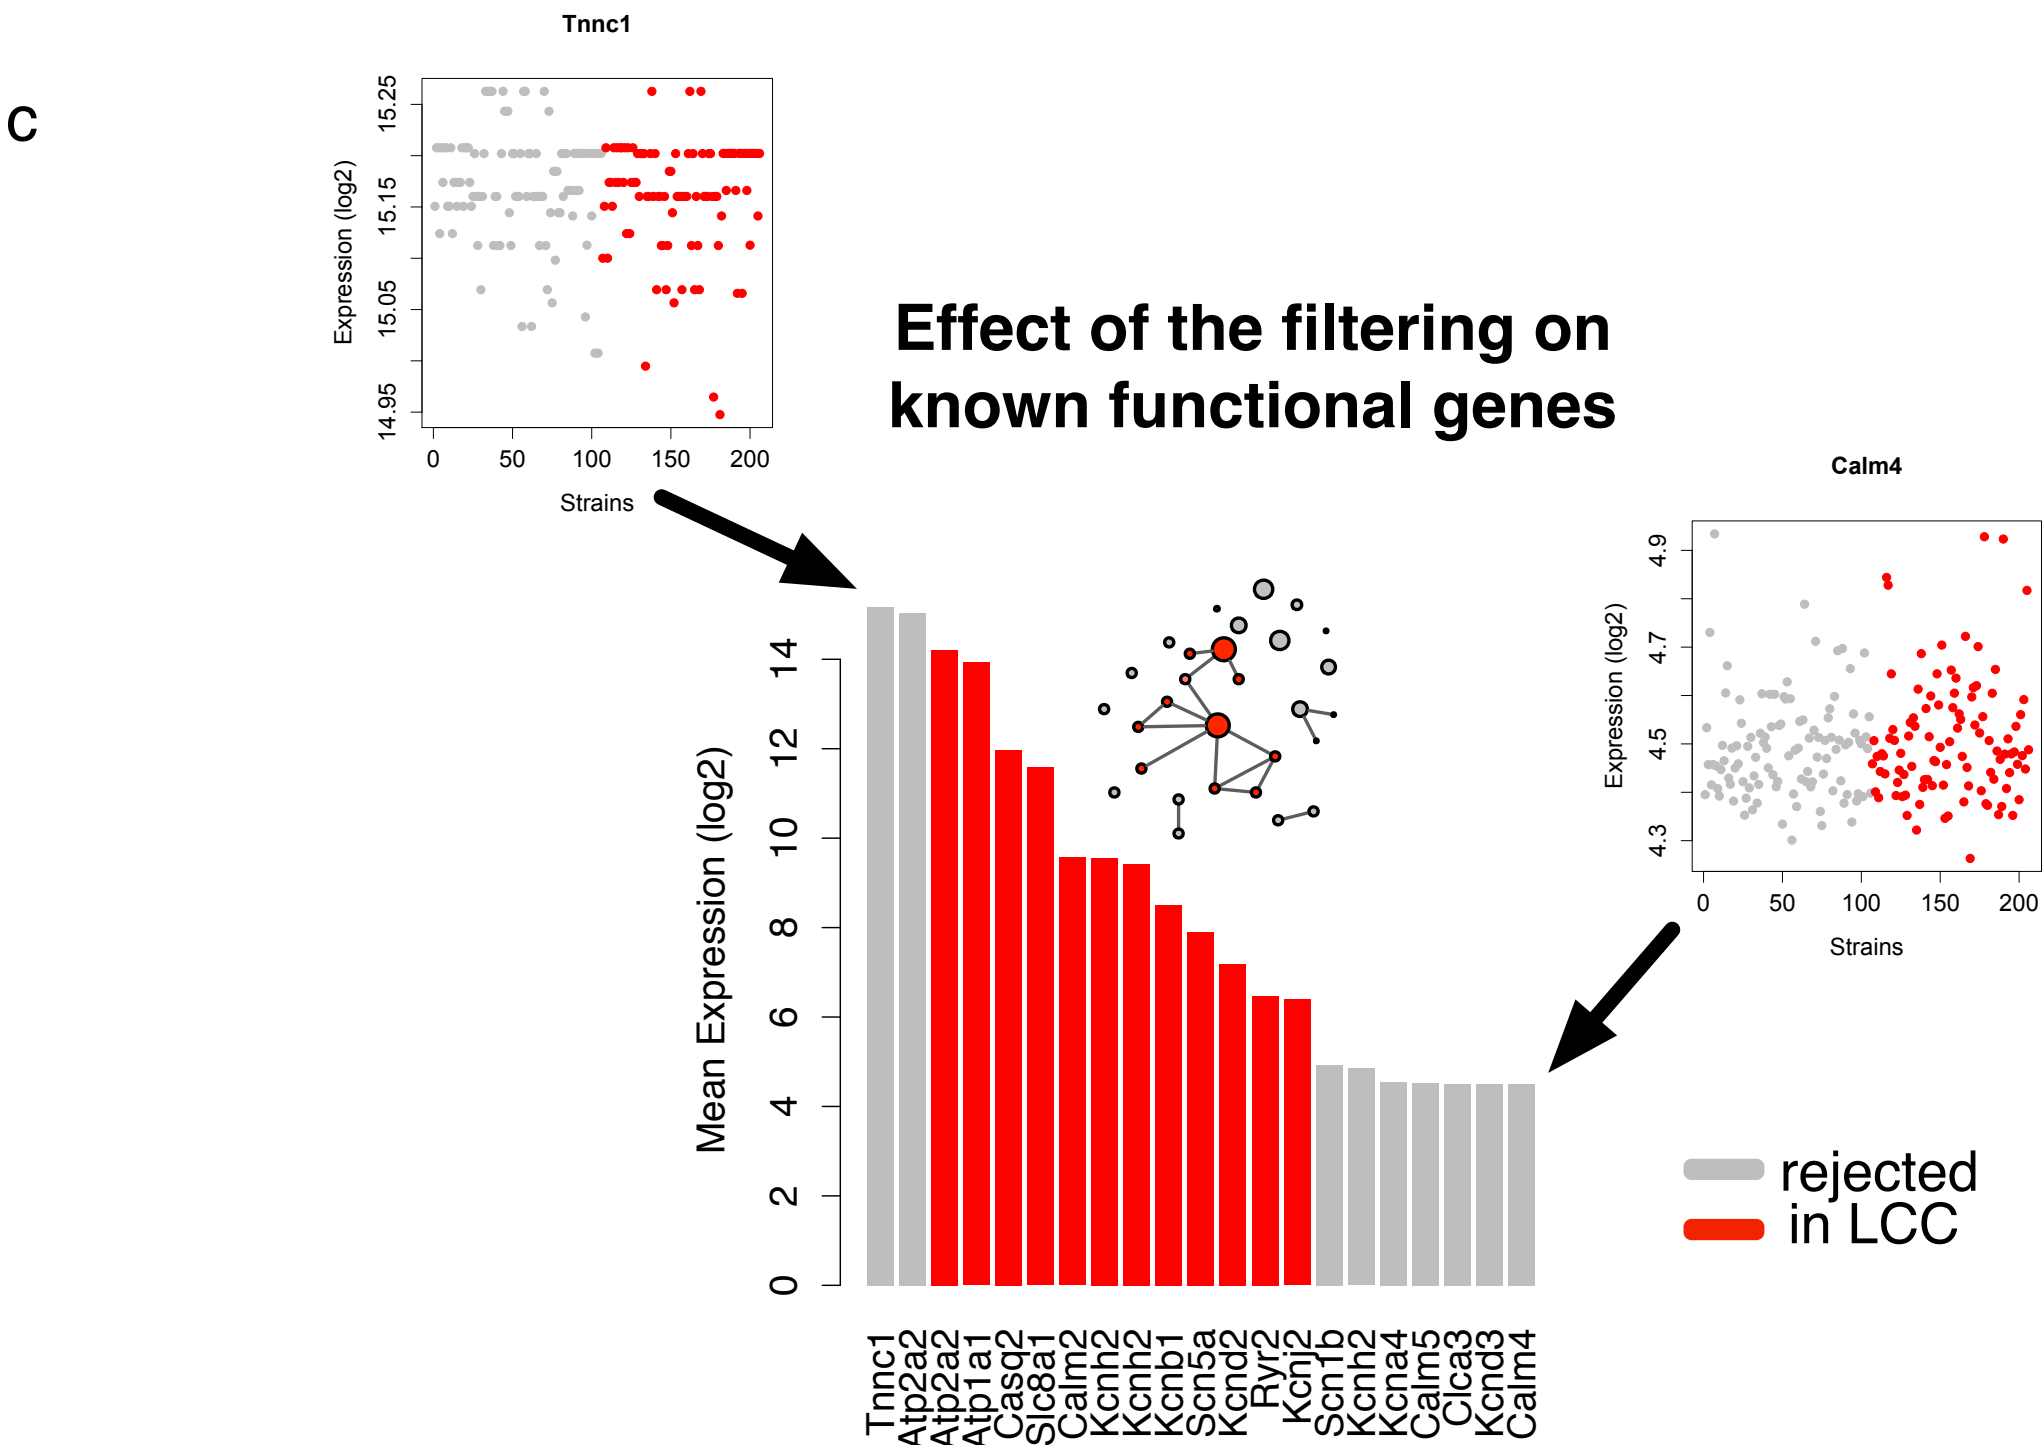 c
Tnnc1
Expression (log2)
15.25
15.15
15.05
14.95
0 50 100 150 200
Strains
Effect of the filtering on
known functional genes
Calm4
Expression (log2)
4.9
4.7
4.5
4.3
0 50 100 150 200
Strains
Mean Expression (log2)
14
12
10
8
6
4
2
0
Tnnc1
Atp2a2
Atp2a2
Atp1a1
Casq2
Slc8a1
Calm2
Kcnh2
Kcnh2
Kcnb1
Scn5a
Kcnd2
Ryr2
Kcnj2
Scn1b
Kcnh2
Kcna4
Calm5
Clca3
Kcnd3
Calm4
rejected
in LCC